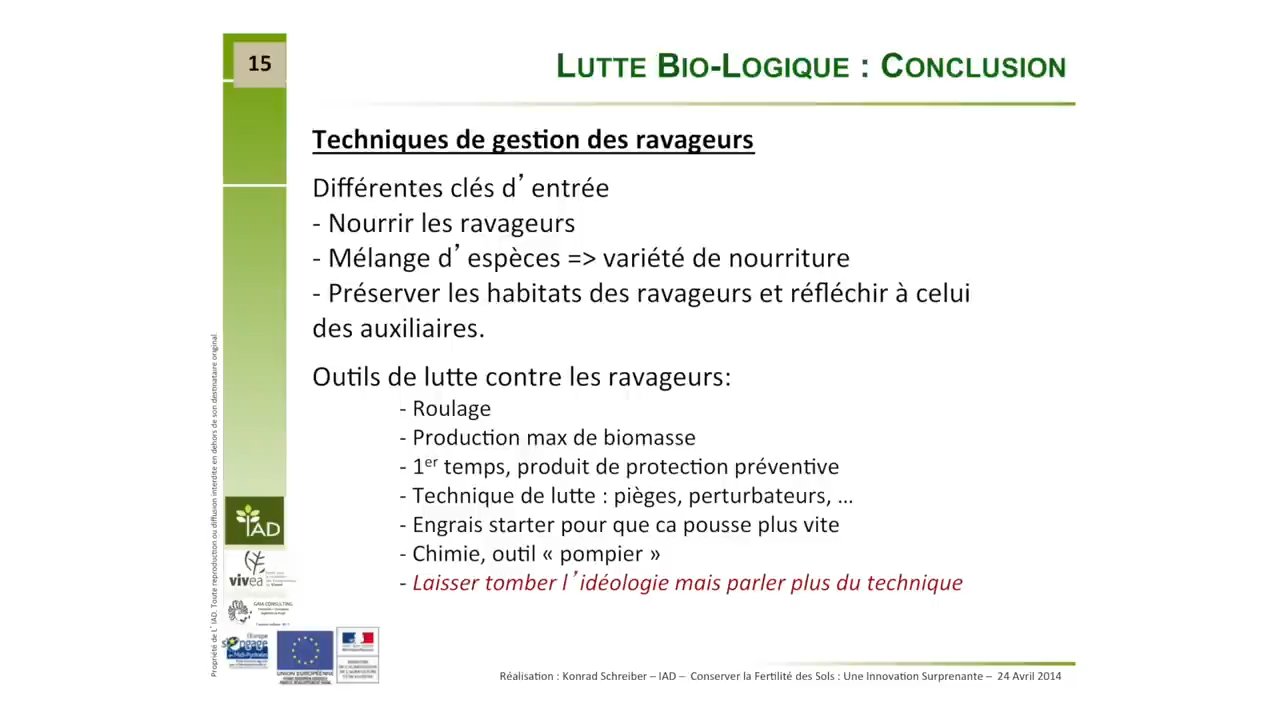 15
LUTTE BIO-LOGIQUE : CONCLUSION
Techniques de gestion des ravageurs
Différentes clés d’entrée
- Nourrir les ravageurs
- Mélange d’espèces => variété de nourriture
- Préserver les habitats des ravageurs et réfléchir à celui
des auxiliaires.
Outils de lutte contre les ravageurs:
- Roulage
- Production max de biomasse
- 1er temps, produit de protection préventive
- Technique de lutte : pièges, perturbateurs, ...
- Engrais starter pour que ca pousse plus vite
- Chimie, outil « pompier »
- Laisser tomber l’idéologie mais parler plus du technique
Propriété de L’IAD. Toute reproduction ou diffusion interdite en dehors de son destinataire original.
IAD
vivea
GAIA CONSULTING
l'Europe
s'engage
en Midi-Pyrénées
UNION EUROPÉENNE
Réalisation : Konrad Schreiber – IAD – Conserver la Fertilité des Sols : Une Innovation Surprenante – 24 Avril 2014